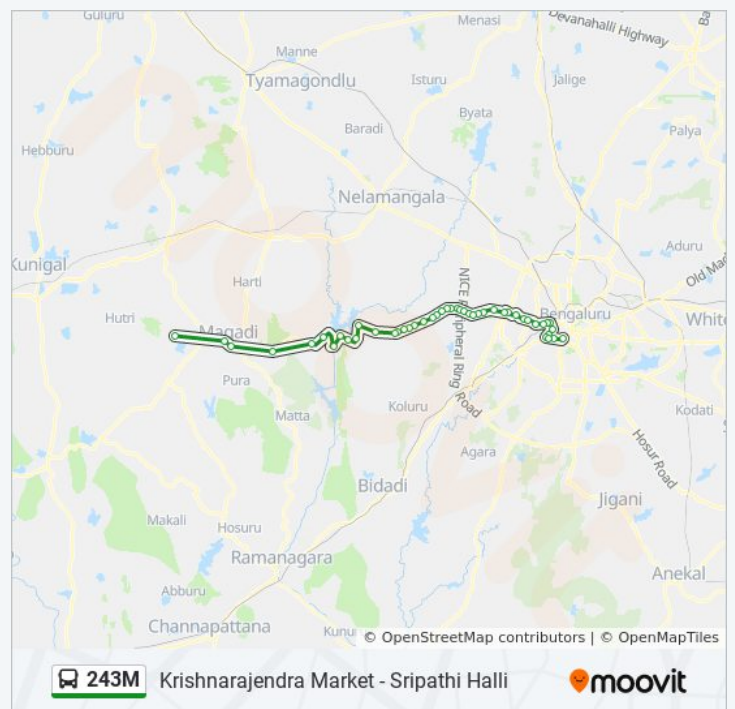 Guluru
Menasi
Devanahalli Highway
Ba
Manne
Tyamagondlu
Isturu
Jalige
Byata
Baradi
Palya
Hebburu
Nelamangala
Aduru
Kunigal
Harti
NICE Peripheral Ring Road
Old Mad
Hutri
Magadi
Bengaluru
White
Pura
Matta
Koluru
Kodati
Agara
Hosur Road
Bidadi
Jigani
Makali
Hosuru
Ramanagara
Anekal
Abburu
Channapattana
Kunu
© OpenStreetMap contributors | © OpenMapTiles
243M Krishnarajendra Market - Sripathi Halli moovit